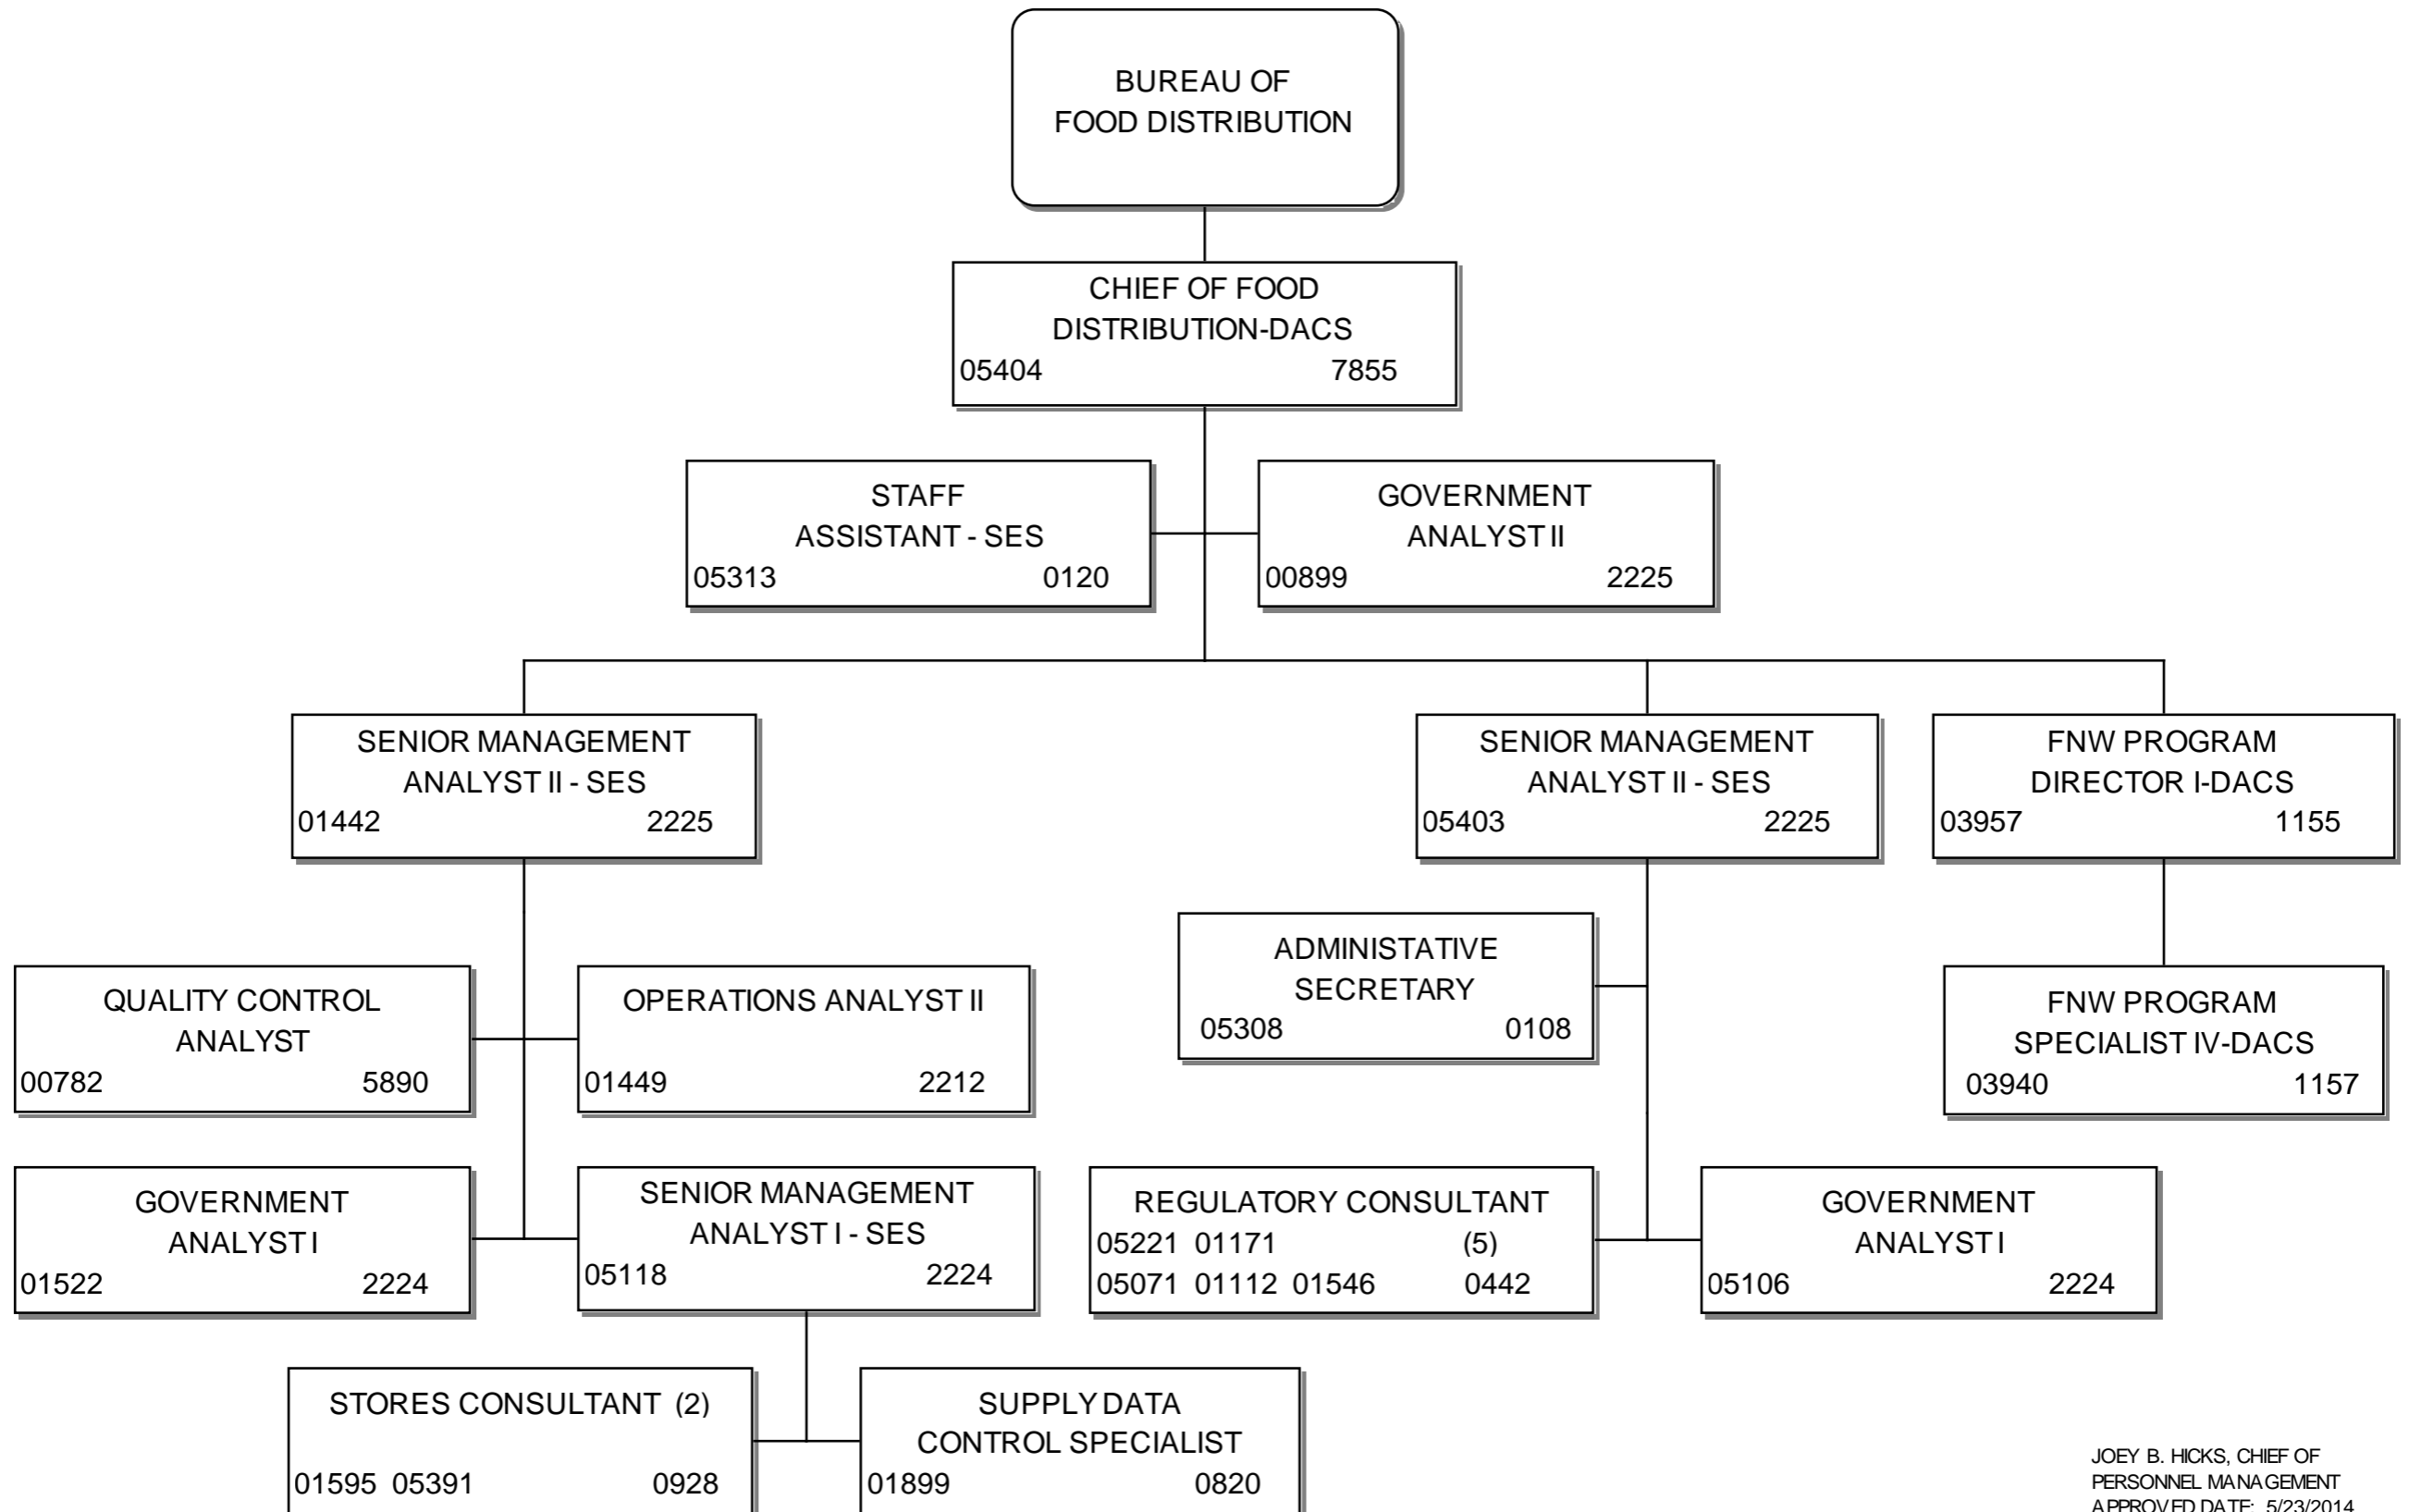 BUREAU OF
FOOD DISTRIBUTION
CHIEF OF FOOD
DISTRIBUTION-DACS
05404 7855
STAFF
ASSISTANT - SES
05313 0120
GOVERNMENT
ANALYST II
00899 2225
SENIOR MANAGEMENT
ANALYST II - SES
01442 2225
SENIOR MANAGEMENT
ANALYST II - SES
05403 2225
FNW PROGRAM
DIRECTOR I-DACS
03957 1155
QUALITY CONTROL
ANALYST
00782 5890
OPERATIONS ANALYST II
01449 2212
ADMINISTATIVE
SECRETARY
05308 0108
FNW PROGRAM
SPECIALIST IV-DACS
03940 1157
GOVERNMENT
ANALYST I
01522 2224
SENIOR MANAGEMENT
ANALYST I - SES
05118 2224
REGULATORY CONSULTANT
05221 01171 (5)
05071 01112 01546 0442
GOVERNMENT
ANALYST I
05106 2224
STORES CONSULTANT (2)
01595 05391 0928
SUPPLY DATA
CONTROL SPECIALIST
01899 0820
JOEY B. HICKS, CHIEF OF
PERSONNEL MANAGEMENT
APPROVED DATE: 5/23/2014